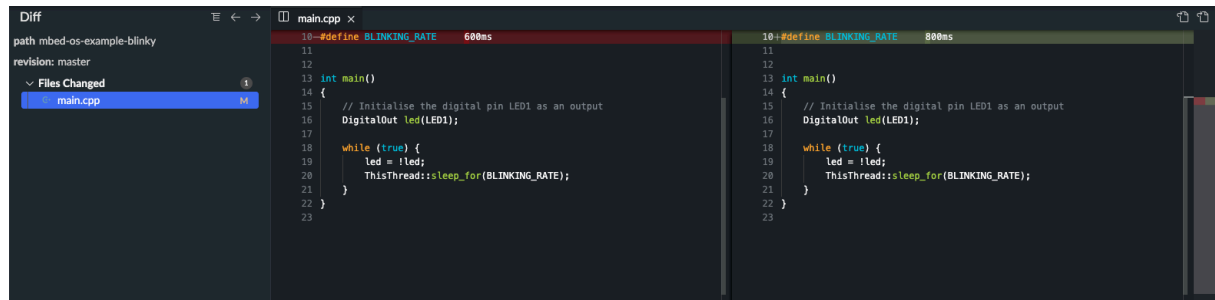 Diff
path mbed-os-example-blinky
revision: master
Files Changed 1
main.cpp M
main.cpp ×
10 —#define BLINKING_RATE 600ms
11
12
13 int main()
14 {
15 // Initialise the digital pin LED1 as an output
16 DigitalOut led(LED1);
17
18 while (true) {
19 led = !led;
20 ThisThread::sleep_for(BLINKING_RATE);
21 }
22 }
23
10+#define BLINKING_RATE 800ms
11
12
13 int main()
14 {
15 // Initialise the digital pin LED1 as an output
16 DigitalOut led(LED1);
17
18 while (true) {
19 led = !led;
20 ThisThread::sleep_for(BLINKING_RATE);
21 }
22 }
23